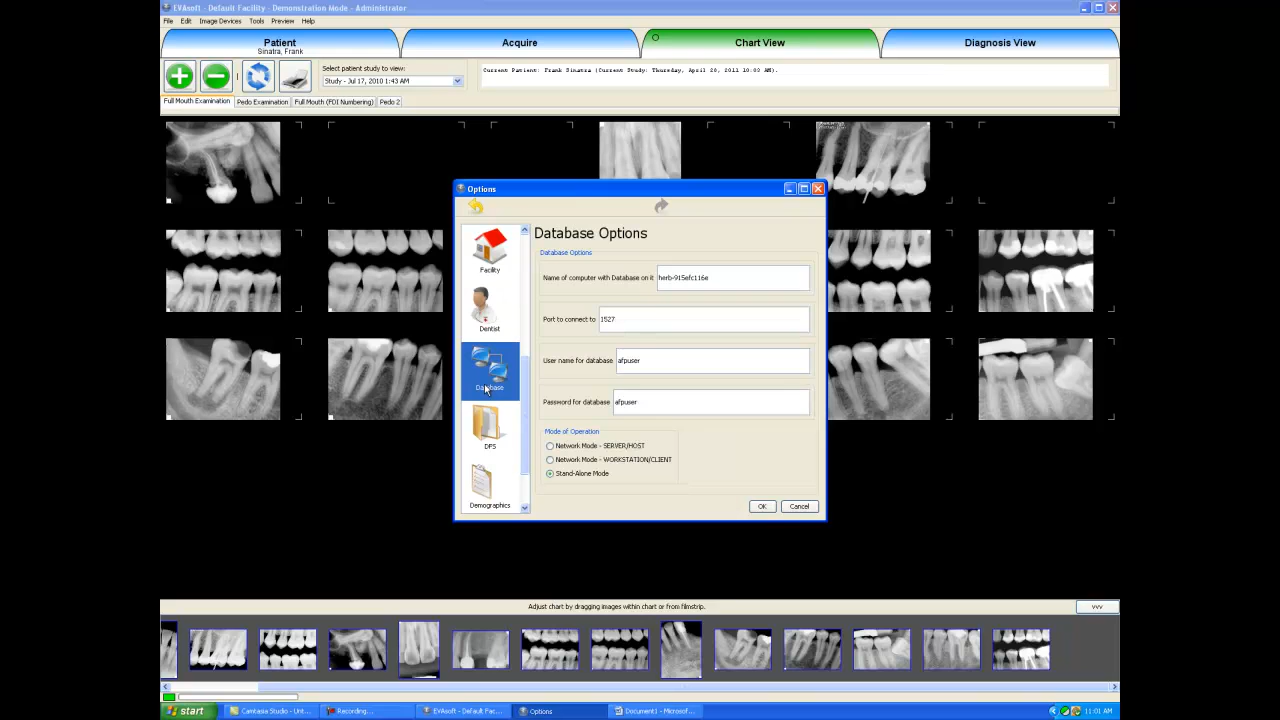 EVAsoft - Default Facility - Demonstration Mode - Administrator
File Edit Image Devices Tools Preview Help
Patient
Sinatra, Frank
Acquire
Chart View
Diagnosis View
Select patient study to view:
Study - Jul 17, 2010 1:43 AM
Current Patient: Frank Sinatra (Current Study: Thursday, April 28, 2011 10:03 AM).
Full Mouth Examination Pedo Examination Full Mouth (FDI Numbering) Pedo 2
Options
Facility
Dentist
Database
DPS
Demographics
Database Options
Database Options
Name of computer with Database on it herb-915efc116e
Port to connect to 1527
User name for database afpuser
Password for database afpuser
Mode of Operation
Network Mode - SERVER/HOST
Network Mode - WORKSTATION/CLIENT
Stand-Alone Mode
OK Cancel
Adjust chart by dragging images within chart or from filmstrip.
vvv
start Camtasia Studio - Unt... Recording... EVAsoft - Default Fac... Options Document1 - Microsof... 11:01 AM